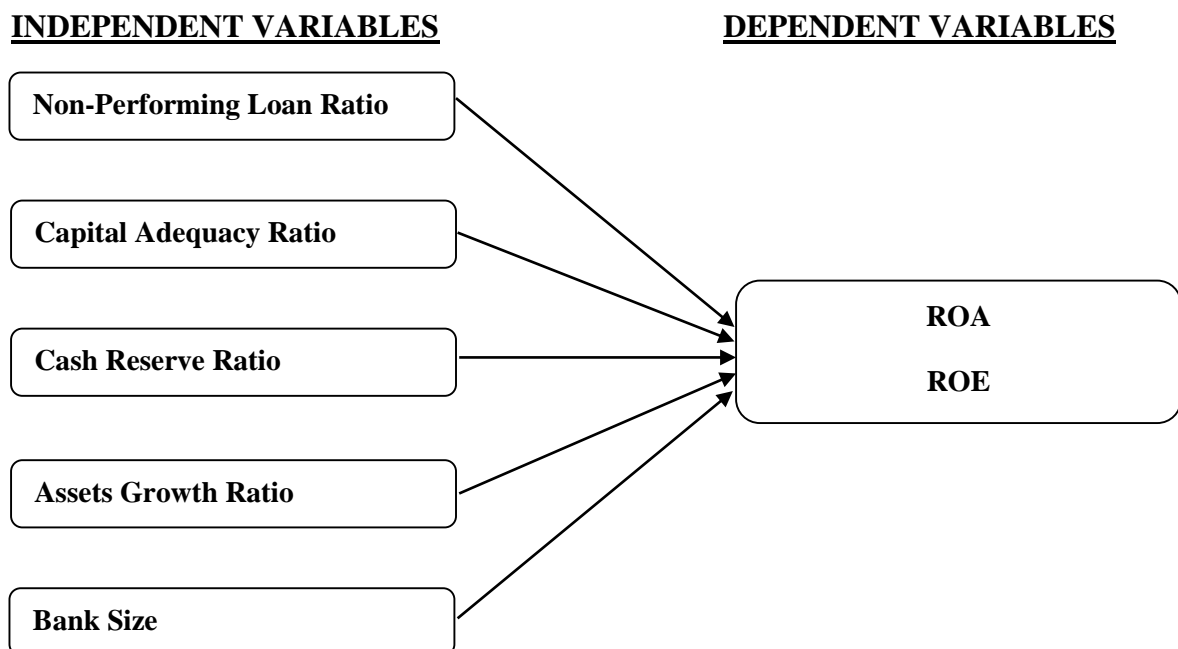 INDEPENDENT VARIABLES
DEPENDENT VARIABLES
Non-Performing Loan Ratio
Capital Adequacy Ratio
Cash Reserve Ratio
Assets Growth Ratio
Bank Size
ROA
ROE